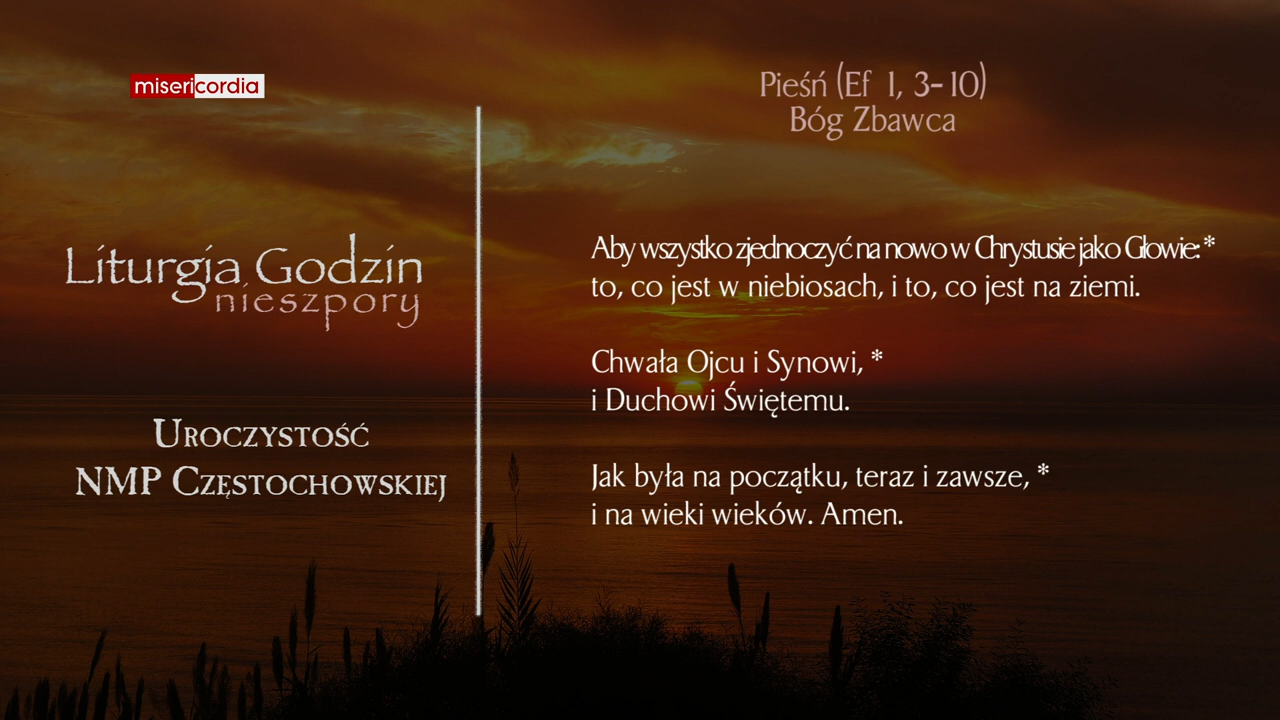 misericordia
Liturgia Godzin
nieszpory
Uroczystość
NMP Częstochowskiej
Pieśń (Ef 1, 3-10)
Bóg Zbawca
Aby wszystko zjednoczyć na nowo w Chrystusie jako Głowie: *
to, co jest w niebiosach, i to, co jest na ziemi.
Chwała Ojcu i Synowi, *
i Duchowi Świętemu.
Jak była na początku, teraz i zawsze, *
i na wieki wieków. Amen.